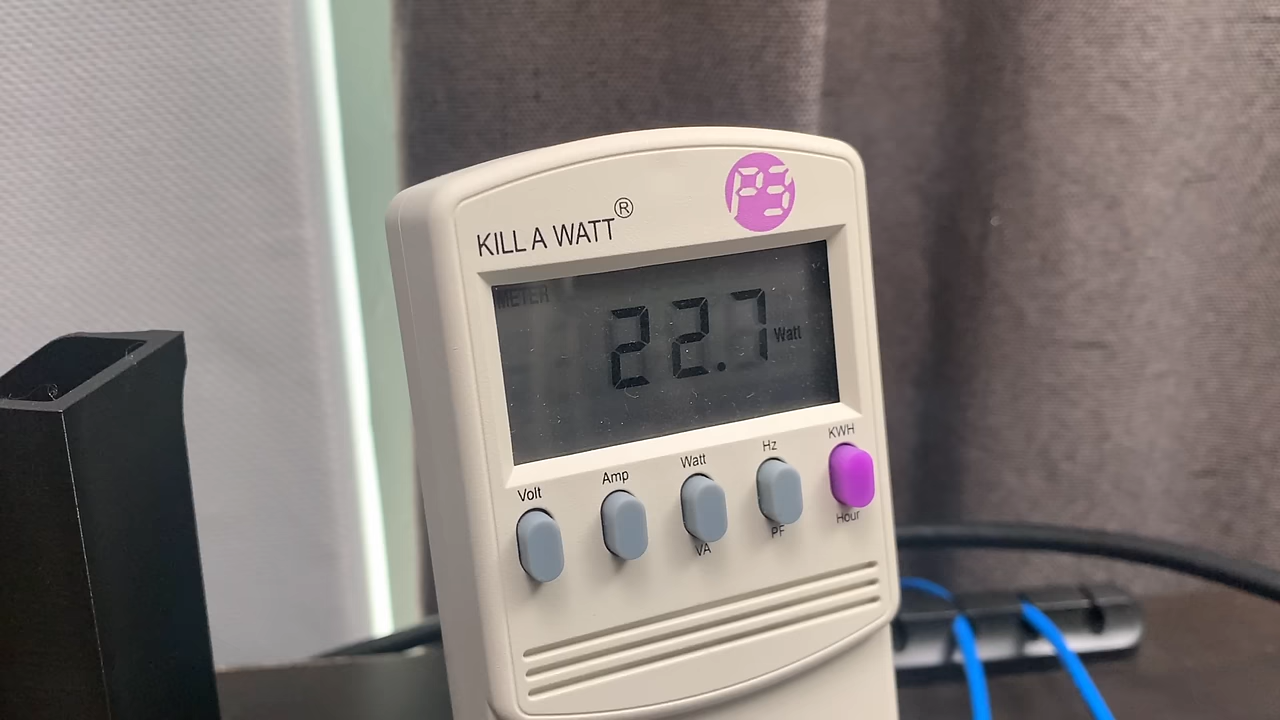 P3
KILL A WATT®
METER
22.7 Watt
Volt Amp Watt Hz KWH
VA PF Hour